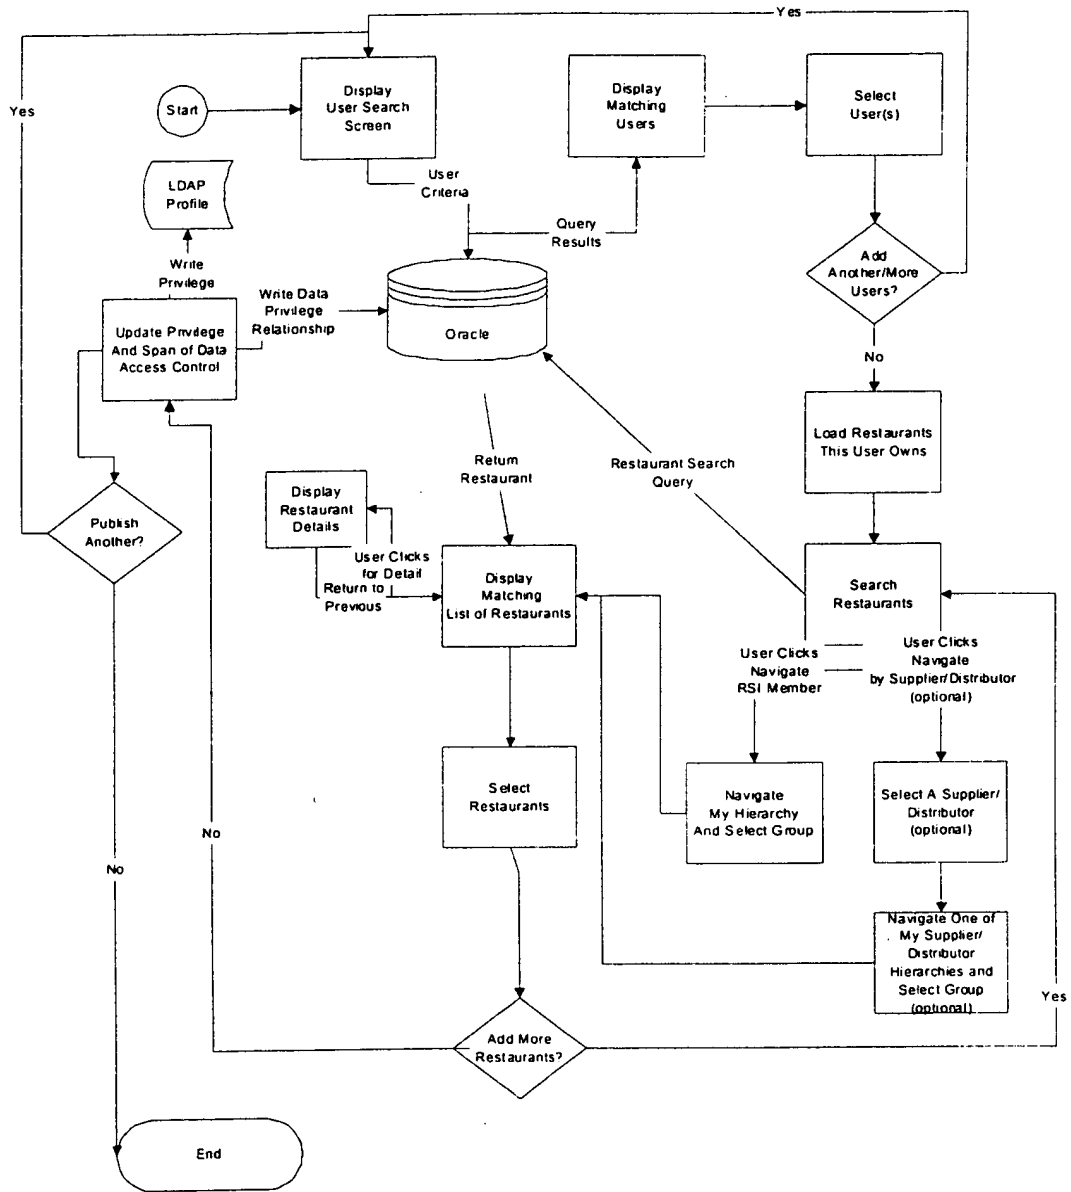 Yes
Yes
Display
User Search
Screen
Start
Display
Matching
Users
Select
User(s)
LDAP
Profile
User
Criteria
Query
Results
Write
Privilege
Add
Another/More
Users?
Write Data
Privilege
Relationship
Update Privilege
And Span of Data
Access Control
Oracle
No
Load Restaurants
This User Owns
Return
Restaurant
Restaurant Search
Query
Display
Restaurant
Details
Publish
Another?
User Clicks
for Detail
Return to
Previous
Display
Matching
List of Restaurants
Search
Restaurants
User Clicks
Navigate
RSI Member
User Clicks
Navigate
by Supplier/Distributor
(optional)
Select
Restaurants
Navigate
My Hierarchy
And Select Group
Select A Supplier/
Distributor
(optional)
No
No
Navigate One of
My Supplier/
Distributor
Hierarchies and
Select Group
(optional)
Yes
Add More
Restaurants?
End